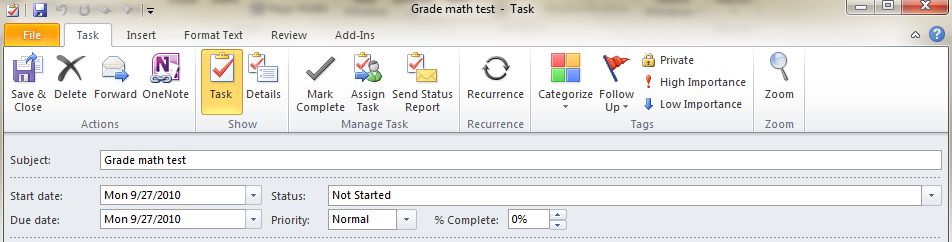 Grade math test - Task
File Task Insert Format Text Review Add-Ins
Save & Close Delete Forward OneNote Task Details Mark Complete Assign Task Send Status Report Recurrence Categorize Follow Up Private High Importance Low Importance Zoom
Actions Show Manage Task Recurrence Tags Zoom
Subject: Grade math test
Start date: Mon 9/27/2010 Status: Not Started
Due date: Mon 9/27/2010 Priority: Normal % Complete: 0%